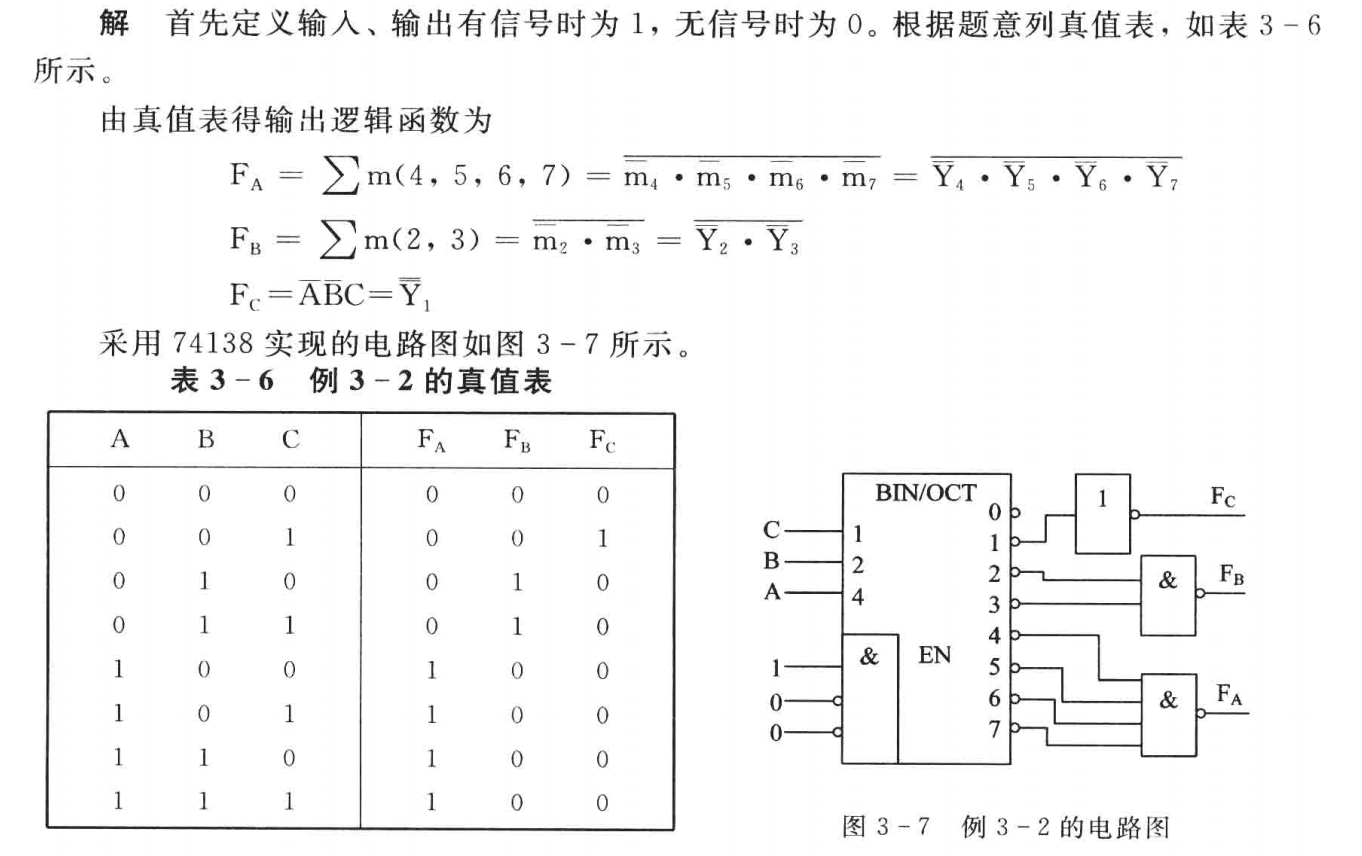 解 首先定义输入、输出有信号时为 1，无信号时为 0。根据题意列真值表，如表 3-6
所示。
由真值表得输出逻辑函数为
F_A = ∑m(4, 5, 6, 7) = \overline{\overline{m}_4 · \overline{m}_5 · \overline{m}_6 · \overline{m}_7} = \overline{\overline{Y}_4 · \overline{Y}_5 · \overline{Y}_6 · \overline{Y}_7}
F_B = ∑m(2, 3) = \overline{\overline{m}_2 · \overline{m}_3} = \overline{\overline{Y}_2 · \overline{Y}_3}
F_C = \overline{A}\overline{B}C = \overline{\overline{Y}}_1
采用 74138 实现的电路图如图 3-7 所示。
表 3-6 例 3-2 的真值表
A B C F_A F_B F_C
0 0 0 0 0 0
0 0 1 0 0 1
0 1 0 0 1 0
0 1 1 0 1 0
1 0 0 1 0 0
1 0 1 1 0 0
1 1 0 1 0 0
1 1 1 1 0 0
BIN/OCT
C 1
B 2
A 4
1
0
0
& EN
0
1
2
3
4
5
6
7
1 F_C
& F_B
& F_A
图 3-7 例 3-2 的电路图